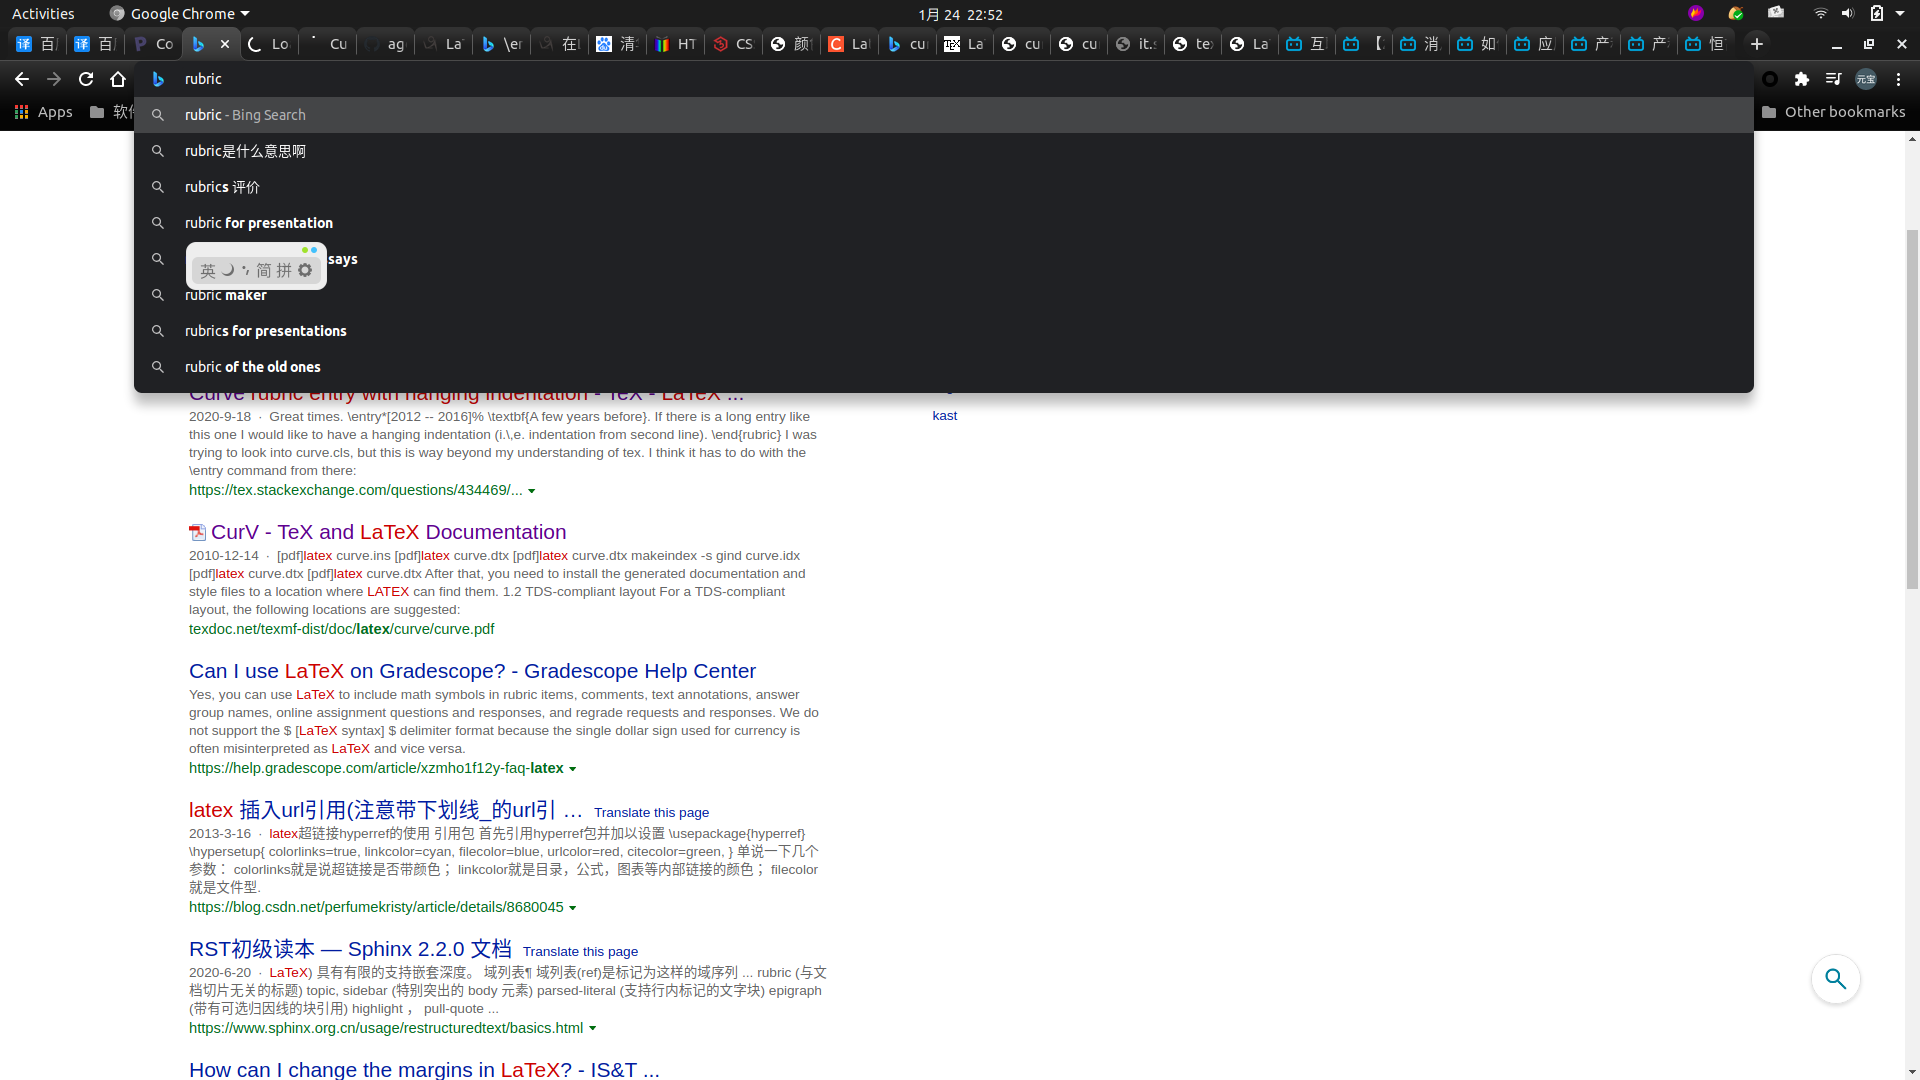 Activities
Google Chrome
1月 24 22:52
百
百
Co
Lo
Cu
ag
La
\er
在
清
HT
CS
颜
Lat
cu
La
cu
cu
it.
te
La
互
【
消
如
应
产
产
恒
rubric
元宝
Apps
软件
Other bookmarks
rubric - Bing Search
rubric是什么意思啊
rubrics 评价
rubric for presentation
says
英 简 拼
rubric maker
rubrics for presentations
rubric of the old ones
Curve rubric entry with hanging indentation - TeX - LaTeX ...
2020-9-18 · Great times. \entry*[2012 -- 2016]% \textbf{A few years before}. If there is a long entry like
this one I would like to have a hanging indentation (i.\,e. indentation from second line). \end{rubric} I was
trying to look into curve.cls, but this is way beyond my understanding of tex. I think it has to do with the
\entry command from there:
https://tex.stackexchange.com/questions/434469/...
kast
CurV - TeX and LaTeX Documentation
2010-12-14 · [pdf]latex curve.ins [pdf]latex curve.dtx [pdf]latex curve.dtx makeindex -s gind curve.idx
[pdf]latex curve.dtx [pdf]latex curve.dtx After that, you need to install the generated documentation and
style files to a location where LATEX can find them. 1.2 TDS-compliant layout For a TDS-compliant
layout, the following locations are suggested:
texdoc.net/texmf-dist/doc/latex/curve/curve.pdf
Can I use LaTeX on Gradescope? - Gradescope Help Center
Yes, you can use LaTeX to include math symbols in rubric items, comments, text annotations, answer
group names, online assignment questions and responses, and regrade requests and responses. We do
not support the $ [LaTeX syntax] $ delimiter format because the single dollar sign used for currency is
often misinterpreted as LaTeX and vice versa.
https://help.gradescope.com/article/xzmho1f12y-faq-latex
latex 插入url引用(注意带下划线_的url引 … Translate this page
2013-3-16 · latex超链接hyperref的使用 引用包 首先引用hyperref包并加以设置 \usepackage{hyperref}
\hypersetup{ colorlinks=true, linkcolor=cyan, filecolor=blue, urlcolor=red, citecolor=green, } 单说一下几个
参数： colorlinks就是说超链接是否带颜色； linkcolor就是目录，公式，图表等内部链接的颜色； filecolor
就是文件型.
https://blog.csdn.net/perfumekristy/article/details/8680045
RST初级读本 — Sphinx 2.2.0 文档 Translate this page
2020-6-20 · LaTeX) 具有有限的支持嵌套深度。 域列表¶ 域列表(ref)是标记为这样的域序列 ... rubric (与文
档切片无关的标题) topic, sidebar (特别突出的 body 元素) parsed-literal (支持行内标记的文字块) epigraph
(带有可选归因线的块引用) highlight ， pull-quote ...
https://www.sphinx.org.cn/usage/restructuredtext/basics.html
How can I change the margins in LaTeX? - IS&T ...